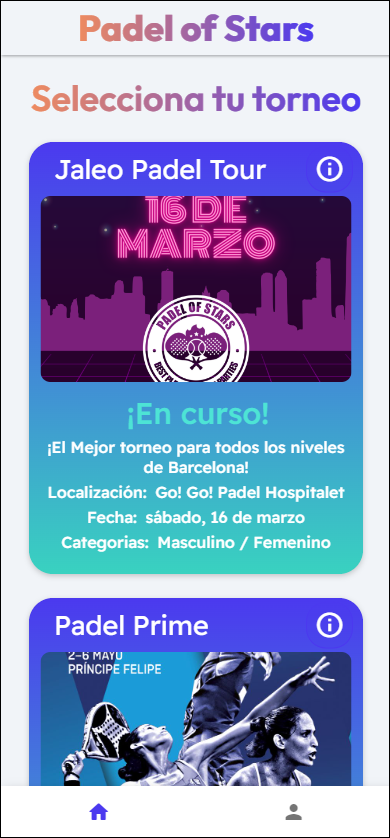 Padel of Stars
Selecciona tu torneo
Jaleo Padel Tour
16 DE
MARZO
PADEL OF STARS
¡En curso!
¡El Mejor torneo para todos los niveles
de Barcelona!
Localización: Go! Go! Padel Hospitalet
Fecha: sábado, 16 de marzo
Categorias: Masculino / Femenino
Padel Prime
2–6 MAYO
PRÍNCIPE FELIPE